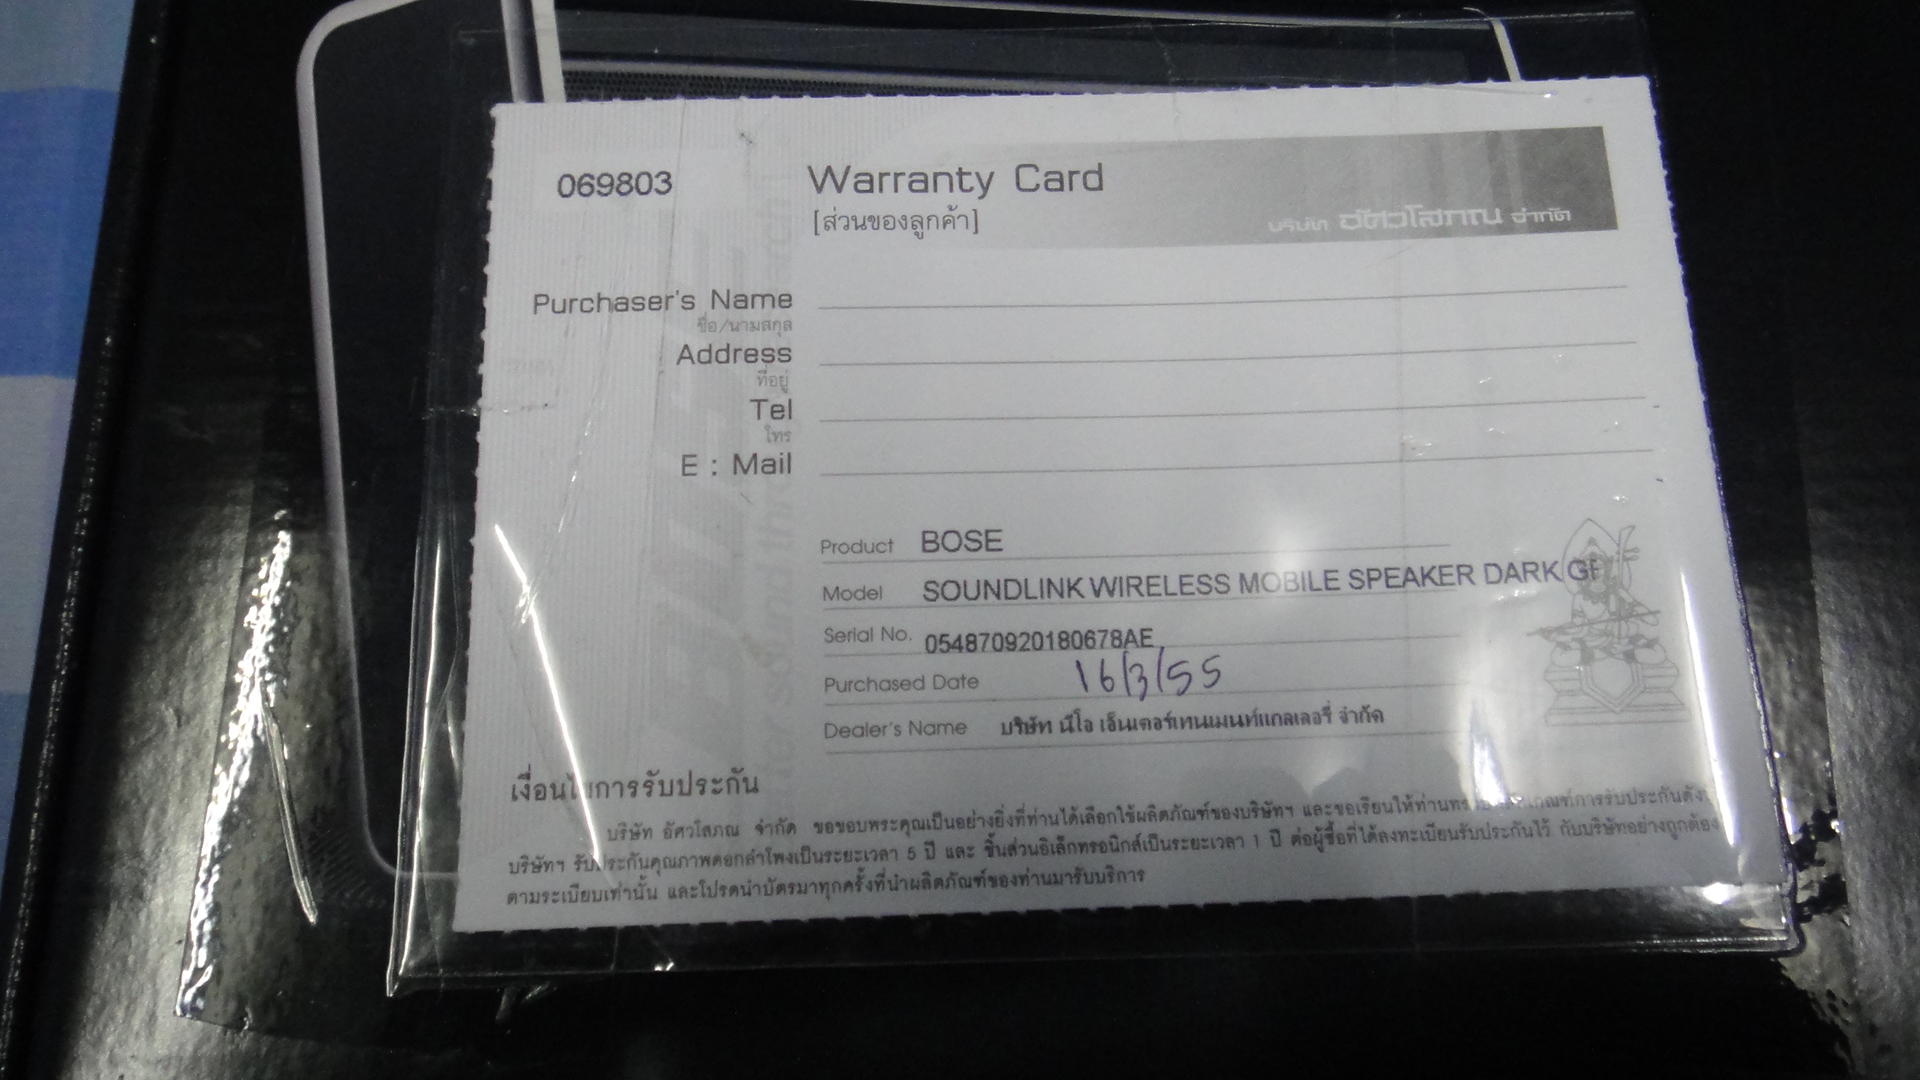 069803
Warranty Card
[ส่วนของลูกค้า]
บริษัท อัศวโสภณ จำกัด
Purchaser's Name
ชื่อ/นามสกุล
Address
ที่อยู่
Tel
โทร
E : Mail
Product BOSE
Model SOUNDLINK WIRELESS MOBILE SPEAKER DARK
Serial No. 054870920180678AE
Purchased Date 16/3/55
Dealer's Name บริษัท นีโอ เอ็นเตอร์เทนเมนท์แกลเลอรี่ จำกัด
เงื่อนไขการรับประกัน
บริษัท อัศวโสภณ จำกัด ขอขอบพระคุณเป็นอย่างยิ่งที่ท่านได้เลือกใช้ผลิตภัณฑ์ของบริษัทฯ และขอเรียนให้ท่าน
บริษัทฯ รับประกันคุณภาพดอกลำโพงเป็นระยะเวลา 5 ปี และ ชิ้นส่วนอิเล็กทรอนิกส์เป็นระยะเวลา 1 ปี ต่อผู้ซื้อที่ได้ลงทะเบียนรับประกันไว้ กับบริษัทอย่างถูกต้อง
ตามระเบียบเท่านั้น และโปรดนำบัตรมาทุกครั้งที่นำผลิตภัณฑ์ของท่านมารับบริการ